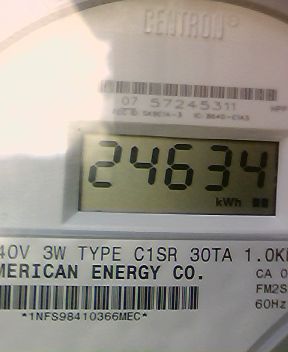 CENTRON®
07 57245311
24634
kWh
40V 3W TYPE C1SR 30TA 1.0K
MERICAN ENERGY CO.
CA 0
FM2S
60Hz
*1NFS98410366MEC*